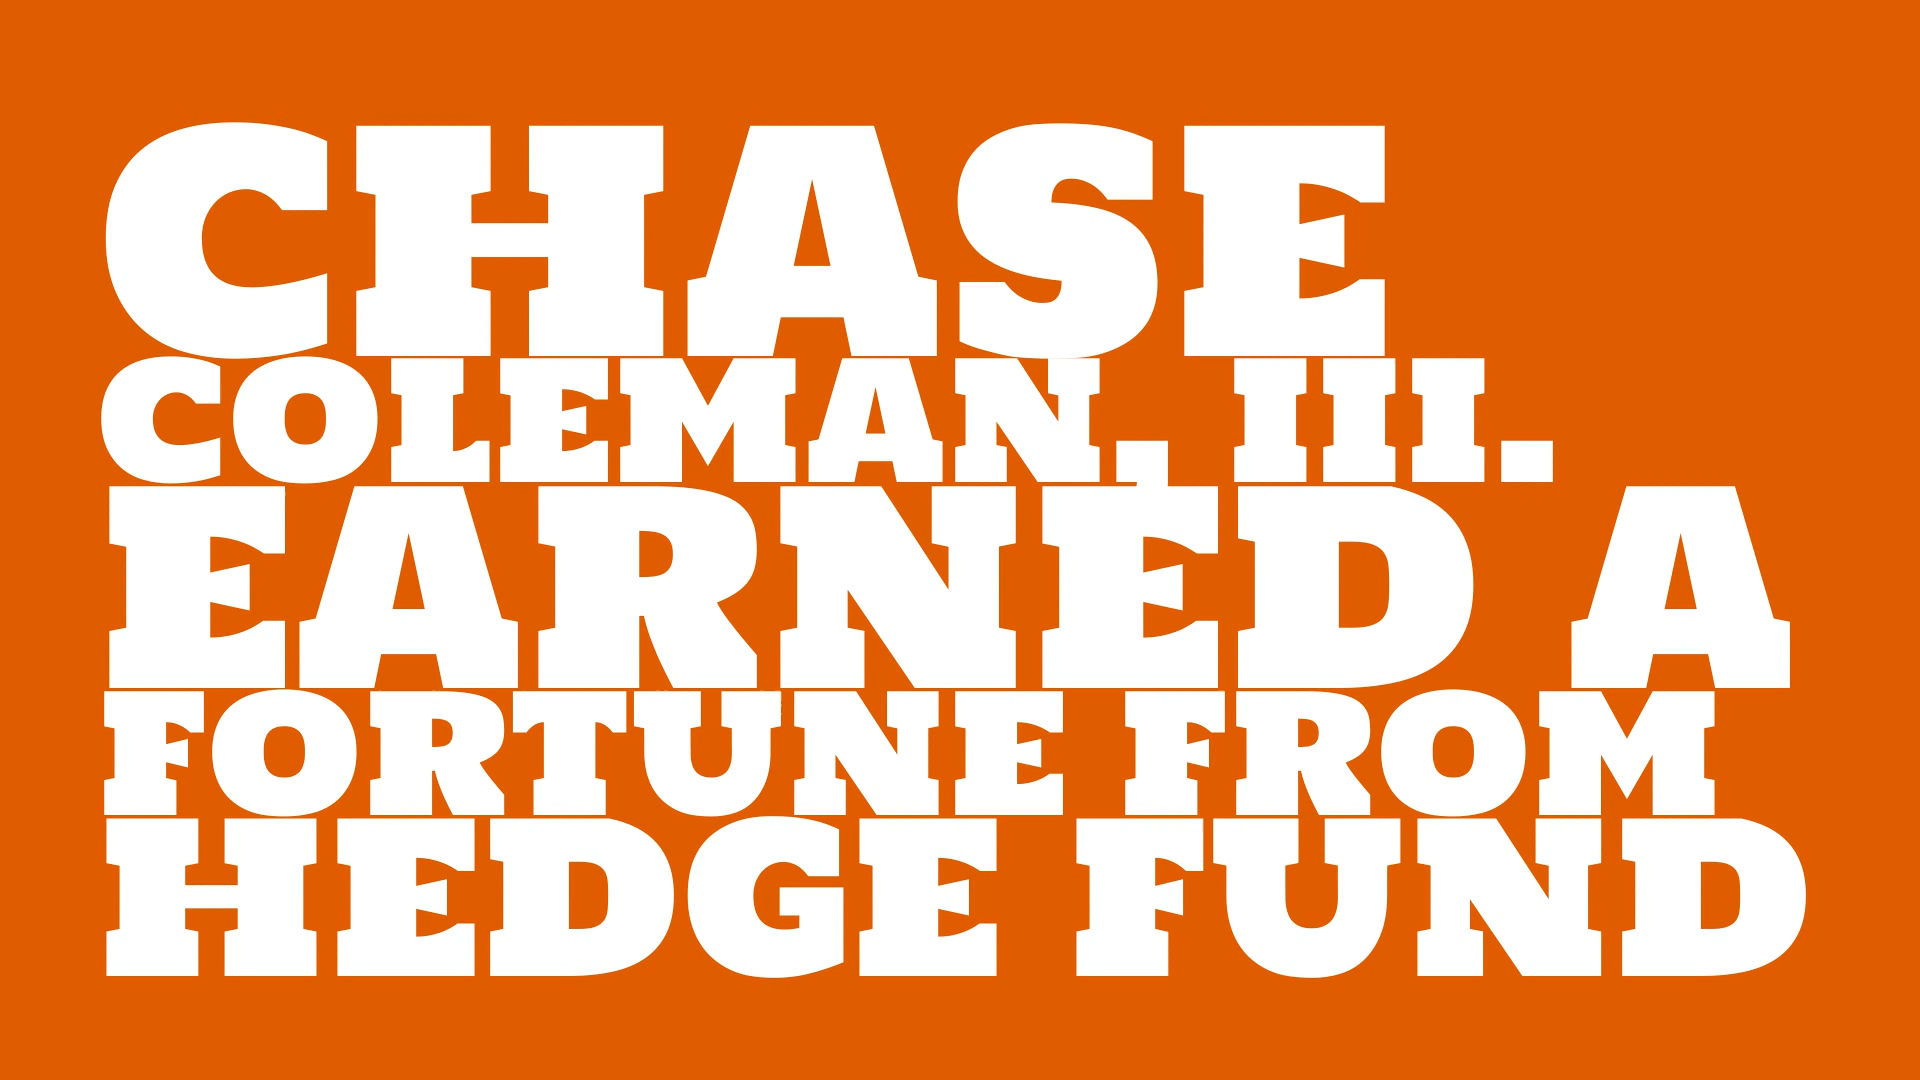 CHASE
COLEMAN, III.
EARNED A
FORTUNE FROM
HEDGE FUND